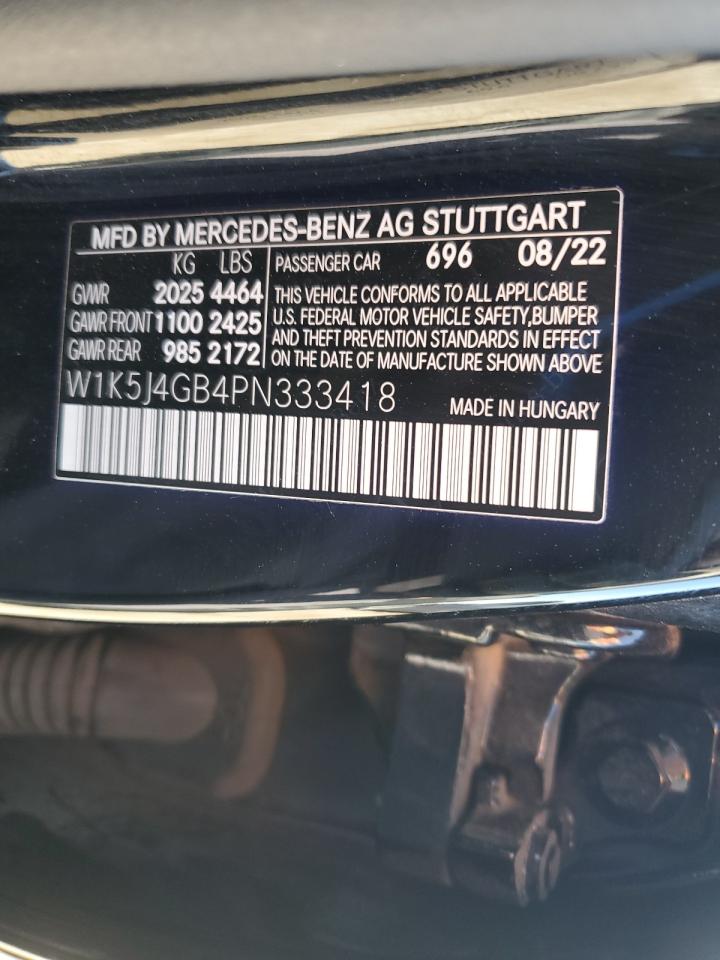 MFD BY MERCEDES-BENZ AG STUTTGART
KG LBS PASSENGER CAR 696 08/22
GVWR 2025 4464
GAWR FRONT 1100 2425
GAWR REAR 985 2172
THIS VEHICLE CONFORMS TO ALL APPLICABLE
U.S. FEDERAL MOTOR VEHICLE SAFETY,BUMPER
AND THEFT PREVENTION STANDARDS IN EFFECT
ON THE DATE OF MANUFACTURE SHOWN ABOVE
W1K5J4GB4PN333418 MADE IN HUNGARY